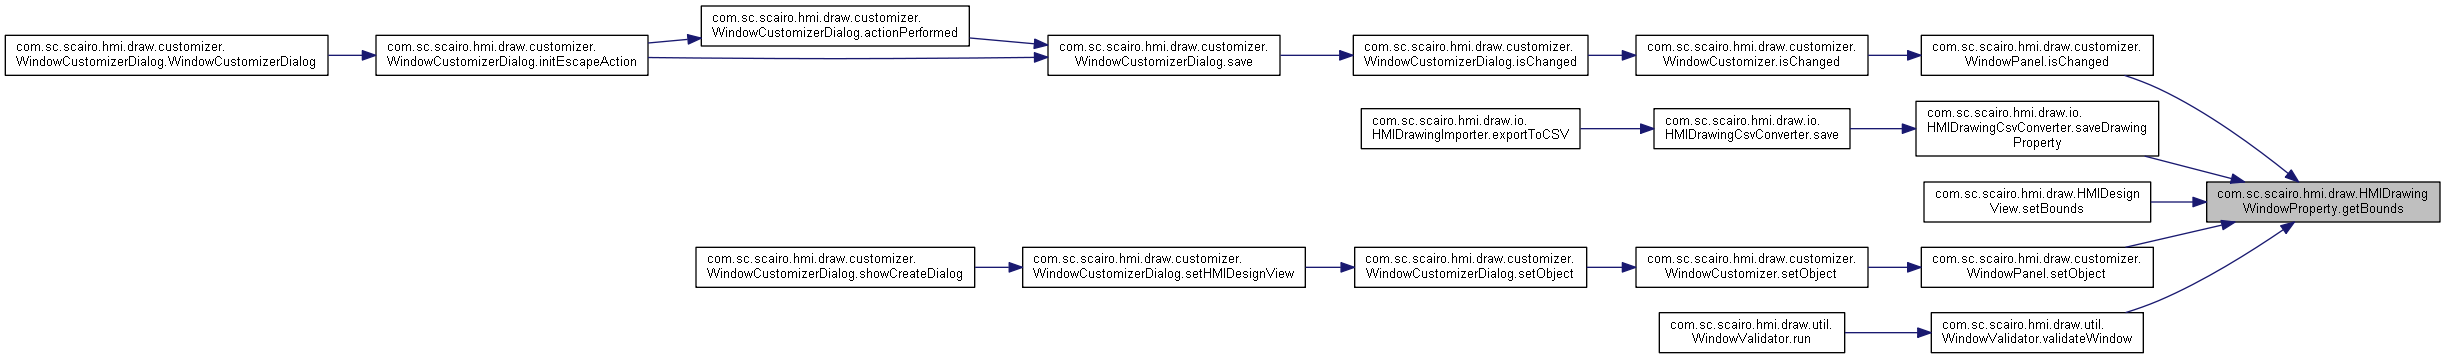 com.sc.scairo.hmi.draw.customizer.
WindowCustomizerDialog.WindowCustomizerDialog
com.sc.scairo.hmi.draw.customizer.
WindowCustomizerDialog.initEscapeAction
com.sc.scairo.hmi.draw.customizer.
WindowCustomizerDialog.actionPerformed
com.sc.scairo.hmi.draw.customizer.
WindowCustomizerDialog.save
com.sc.scairo.hmi.draw.customizer.
WindowCustomizerDialog.isChanged
com.sc.scairo.hmi.draw.customizer.
WindowCustomizer.isChanged
com.sc.scairo.hmi.draw.customizer.
WindowPanel.isChanged
com.sc.scairo.hmi.draw.io.
HMIDrawingImporter.exportToCSV
com.sc.scairo.hmi.draw.io.
HMIDrawingCsvConverter.save
com.sc.scairo.hmi.draw.io.
HMIDrawingCsvConverter.saveDrawing
Property
com.sc.scairo.hmi.draw.HMIDesign
View.setBounds
com.sc.scairo.hmi.draw.HMIDrawing
WindowProperty.getBounds
com.sc.scairo.hmi.draw.customizer.
WindowCustomizerDialog.showCreateDialog
com.sc.scairo.hmi.draw.customizer.
WindowCustomizerDialog.setHMIDesignView
com.sc.scairo.hmi.draw.customizer.
WindowCustomizerDialog.setObject
com.sc.scairo.hmi.draw.customizer.
WindowCustomizer.setObject
com.sc.scairo.hmi.draw.customizer.
WindowPanel.setObject
com.sc.scairo.hmi.draw.util.
WindowValidator.run
com.sc.scairo.hmi.draw.util.
WindowValidator.validateWindow